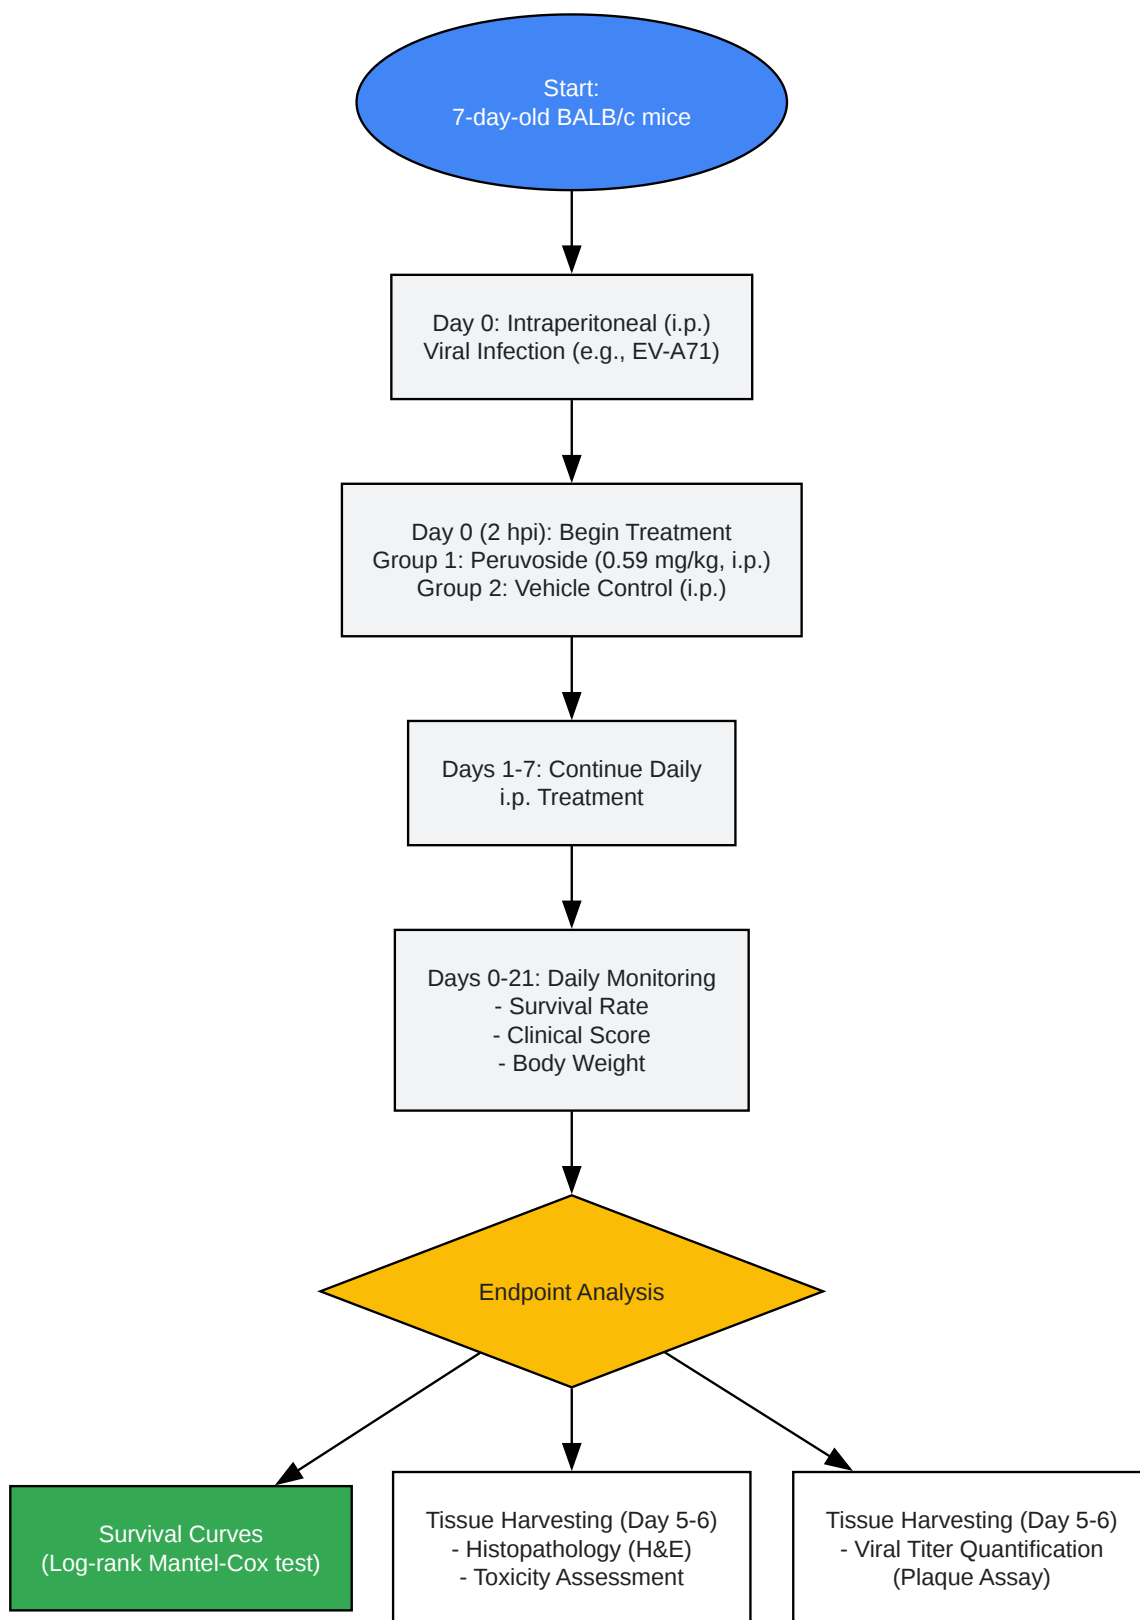 Start:
7-day-old BALB/c mice
Day 0: Intraperitoneal (i.p.)
Viral Infection (e.g., EV-A71)
Day 0 (2 hpi): Begin Treatment
Group 1: Peruvoside (0.59 mg/kg, i.p.)
Group 2: Vehicle Control (i.p.)
Days 1-7: Continue Daily
i.p. Treatment
Days 0-21: Daily Monitoring
- Survival Rate
- Clinical Score
- Body Weight
Endpoint Analysis
Survival Curves
(Log-rank Mantel-Cox test)
Tissue Harvesting (Day 5-6)
- Histopathology (H&E)
- Toxicity Assessment
Tissue Harvesting (Day 5-6)
- Viral Titer Quantification
(Plaque Assay)